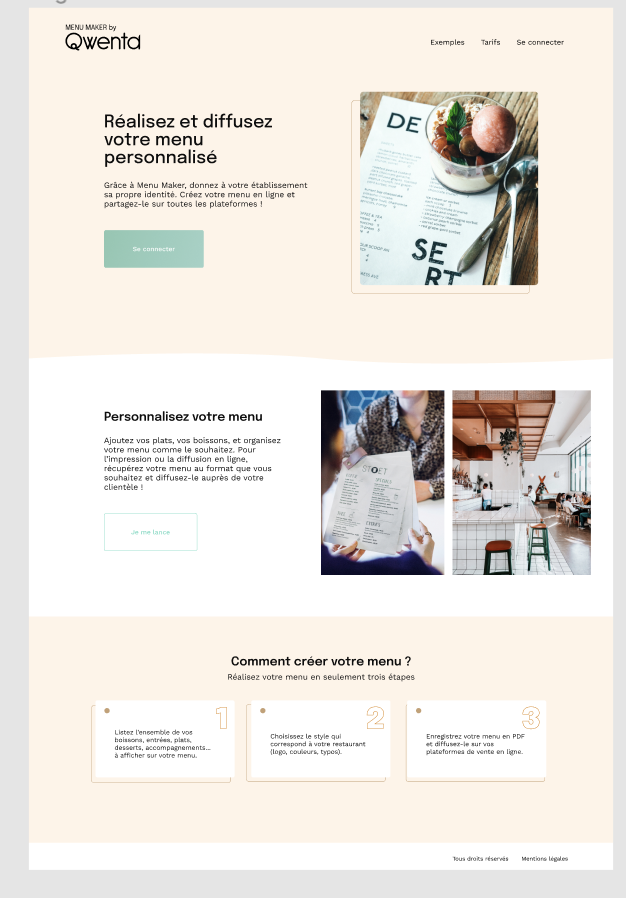 MENU MAKER by
Qwenta
Exemples Tarifs Se connecter
Réalisez et diffusez
votre menu
personnalisé
Grâce à Menu Maker, donnez à votre établissement
sa propre identité. Créez votre menu en ligne et
partagez-le sur toutes les plateformes !
Se connecter
DE
SE
RT
Personnalisez votre menu
Ajoutez vos plats, vos boissons, et organisez
votre menu comme le souhaitez. Pour
l'impression ou la diffusion en ligne,
récupérez votre menu au format que vous
souhaitez et diffusez-le auprès de votre
clientèle !
Je me lance
Comment créer votre menu ?
Réalisez votre menu en seulement trois étapes
1
Listez l'ensemble de vos
boissons, entrées, plats,
desserts, accompagnements...
à afficher sur votre menu.
2
Choisissez le style qui
correspond à votre restaurant
(logo, couleurs, typos).
3
Enregistrez votre menu en PDF
et diffusez-le sur vos
plateformes de vente en ligne.
Tous droits réservés Mentions légales